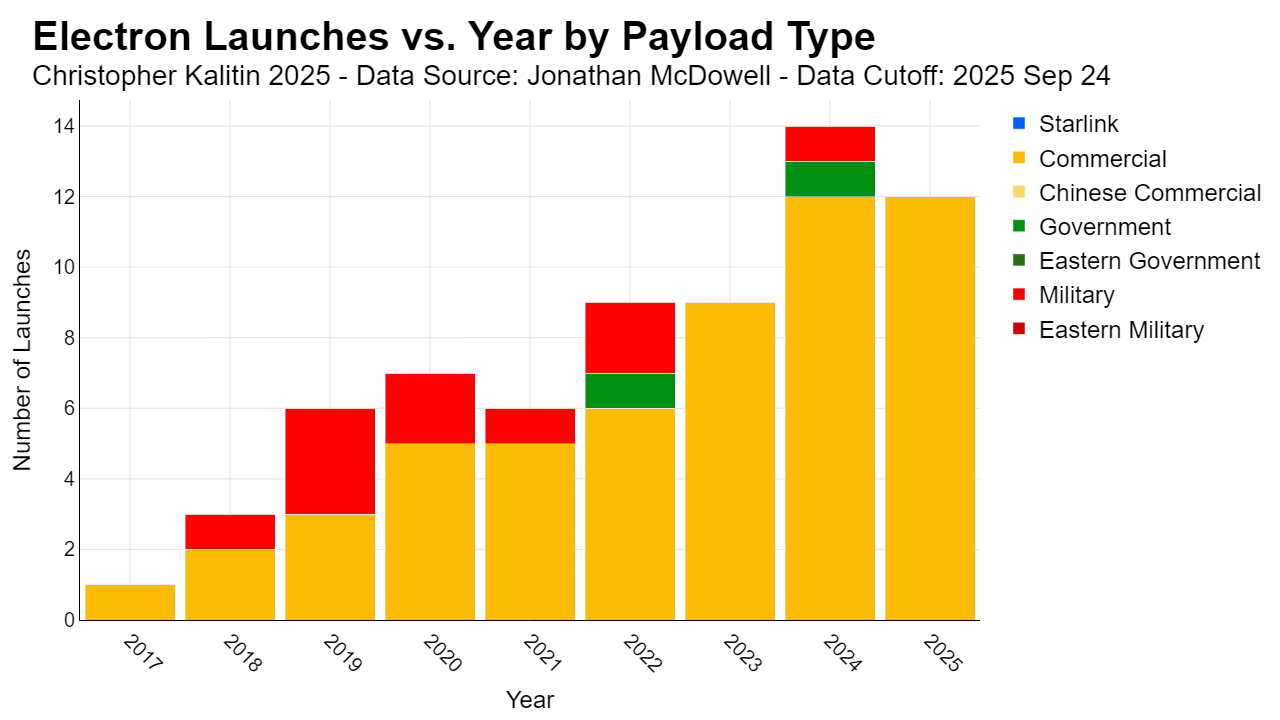 Electron Launches vs. Year by Payload Type
Christopher Kalitin 2025 - Data Source: Jonathan McDowell - Data Cutoff: 2025 Sep 24
Number of Launches
14
12
10
8
6
4
2
0
2017
2018
2019
2020
2021
2022
2023
2024
2025
Year
Starlink
Commercial
Chinese Commercial
Government
Eastern Government
Military
Eastern Military